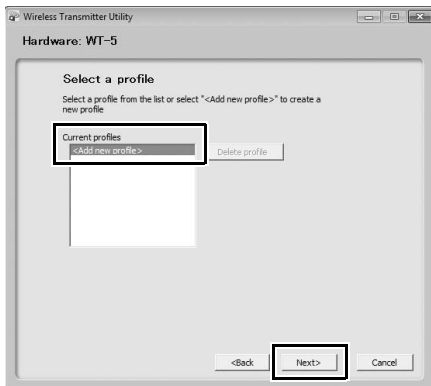 Wireless Transmitter Utility
Hardware: WT-5
Select a profile
Select a profile from the list or select "<Add new profile>" to create a
new profile
Current profiles
<Add new profile>
Delete profile
<Back
Next>
Cancel